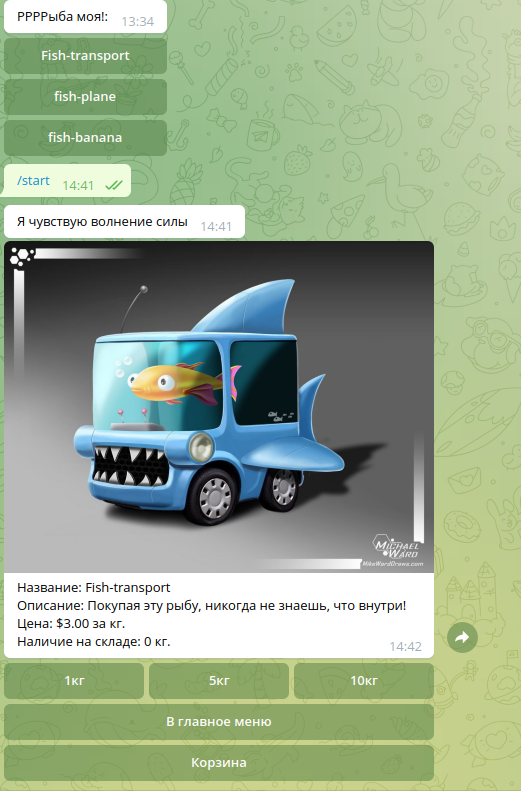 РРРРыба моя!:
13:34
Fish-transport
fish-plane
fish-banana
/start
14:41
Я чувствую волнение силы
14:41
Michael Ward
MikeWardDraws.com
Название: Fish-transport
Описание: Покупая эту рыбу, никогда не знаешь, что внутри!
Цена: $3.00 за кг.
Наличие на складе: 0 кг.
14:42
1кг
5кг
10кг
В главное меню
Корзина